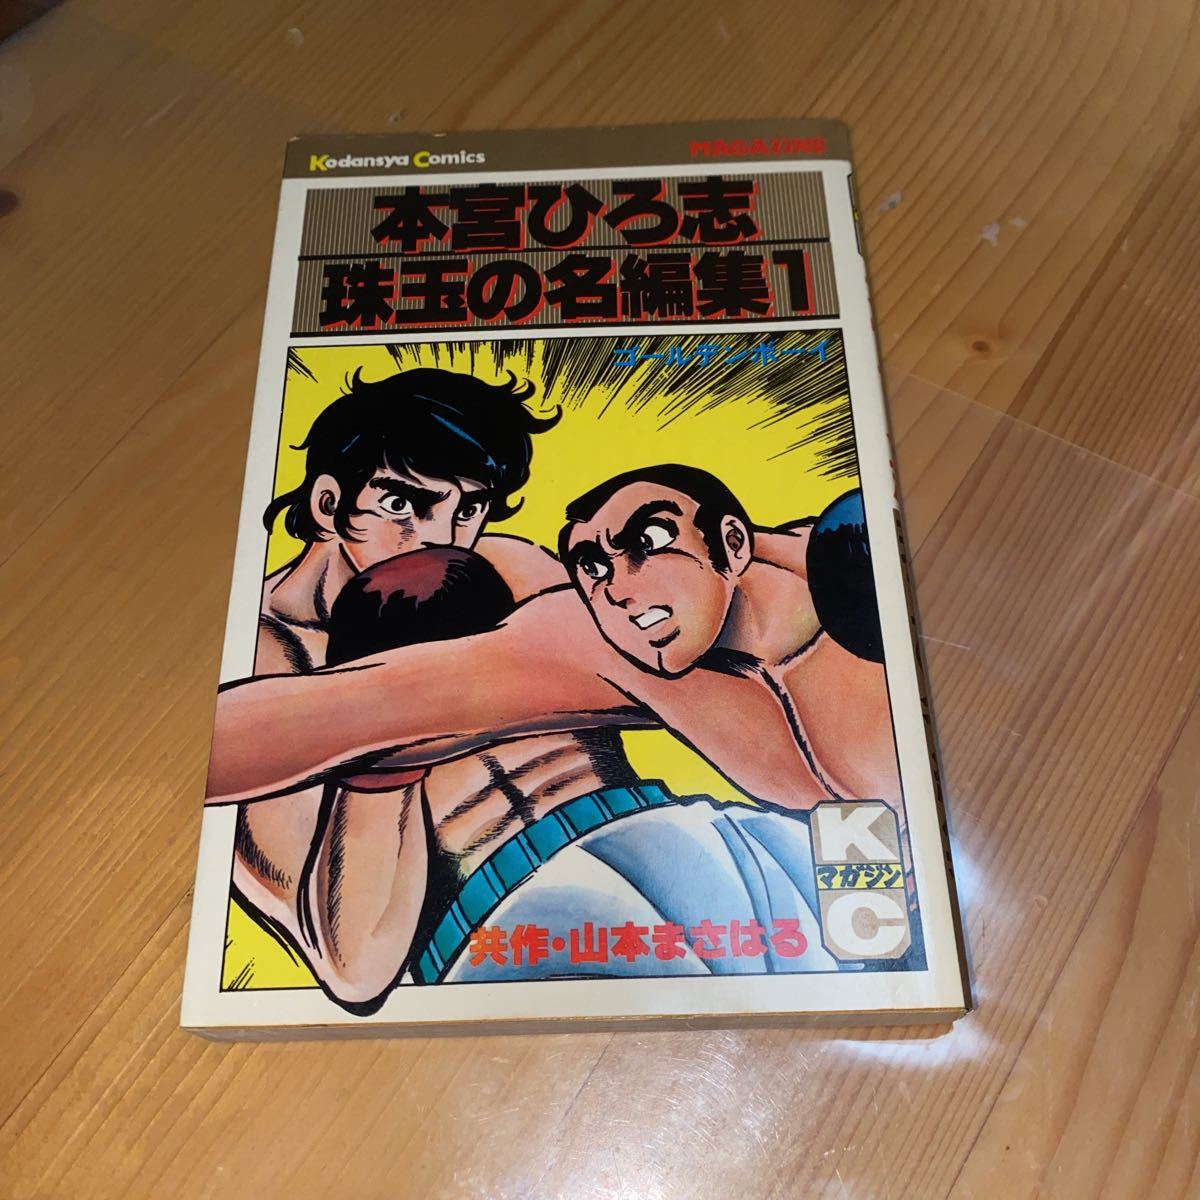 Kodansya Comics
MAGAZINE
本宮ひろ志
珠玉の名編集1
ゴールデンボーイ
K
マガジン
C
共作・山本まさはる